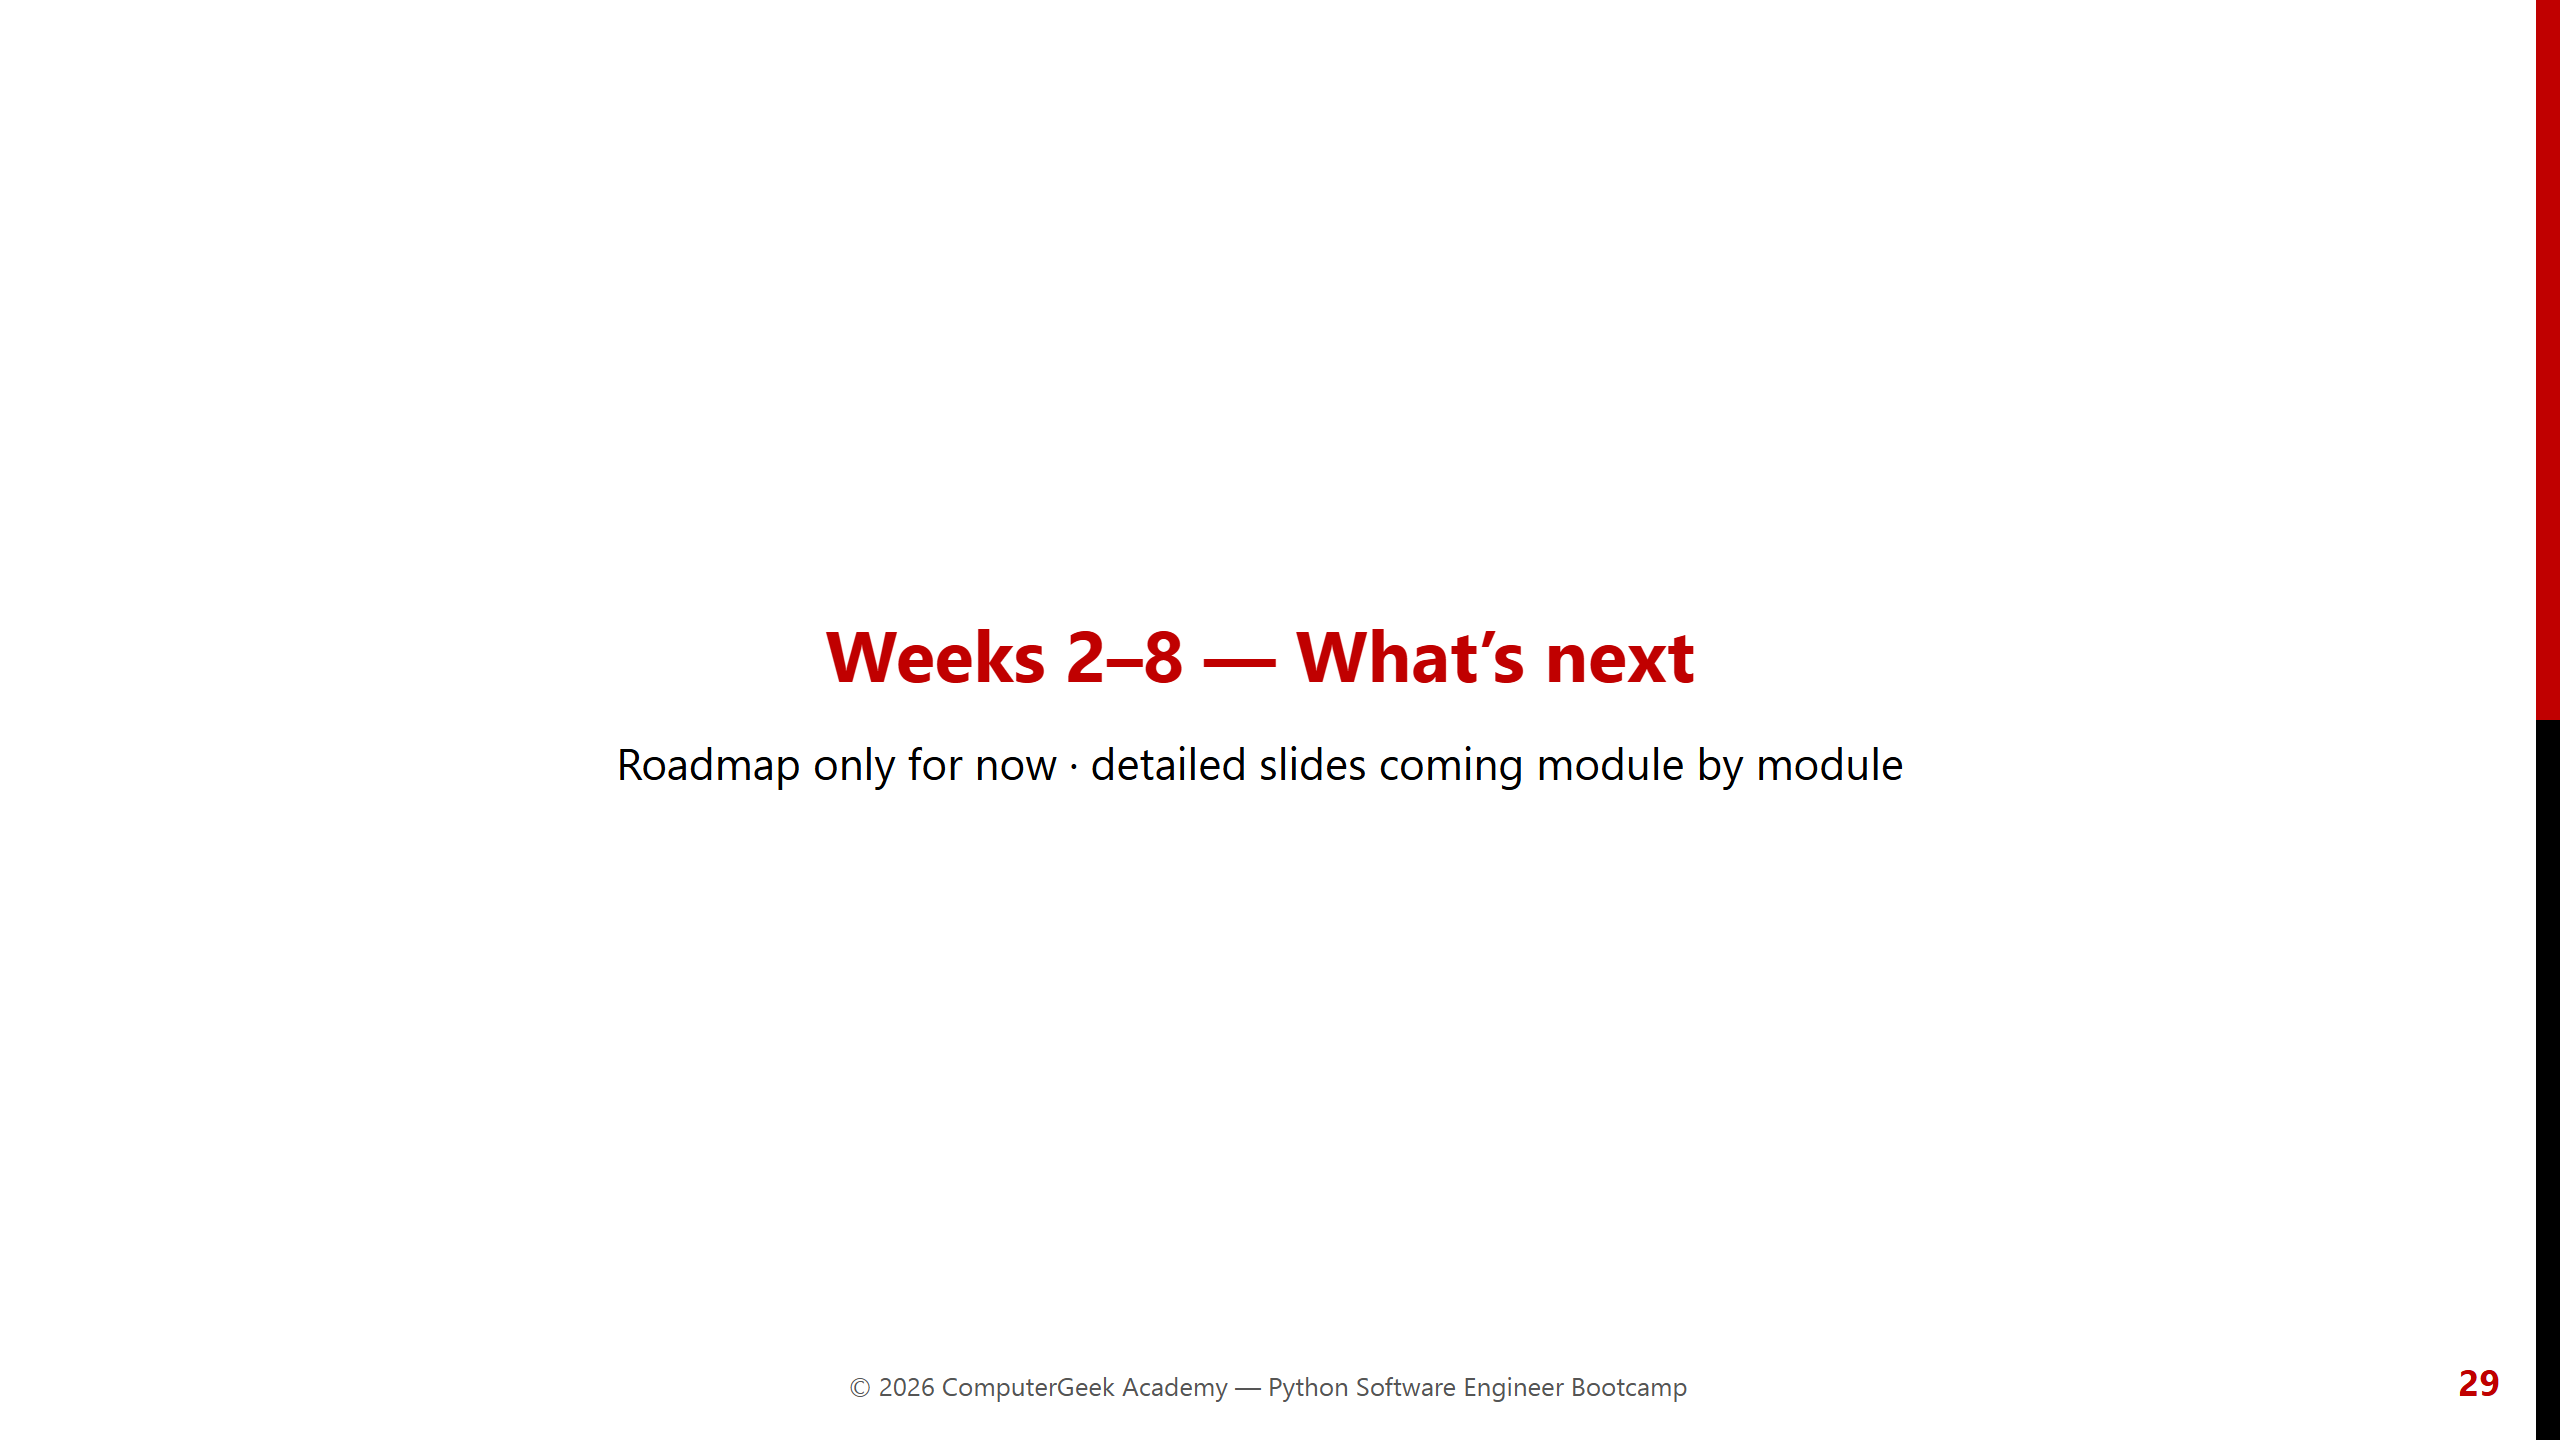 Weeks 2–8 — What’s next
Roadmap only for now · detailed slides coming module by module
© 2026 ComputerGeek Academy — Python Software Engineer Bootcamp
29